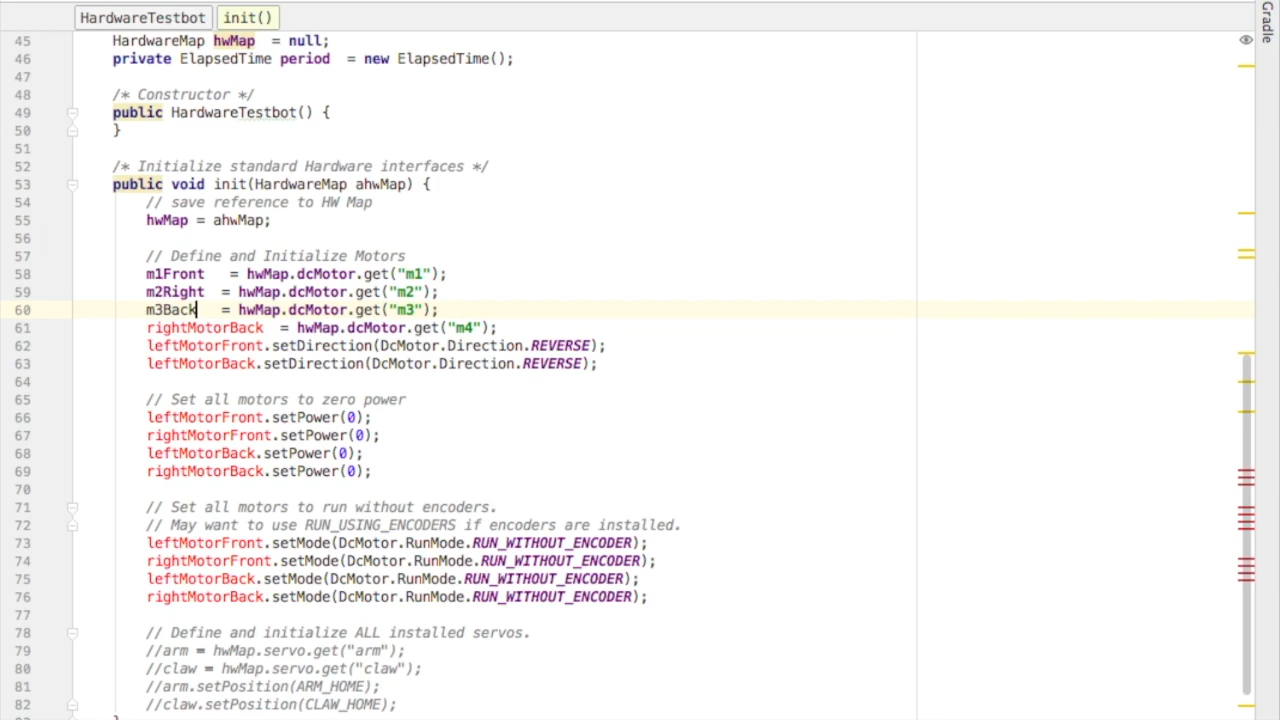 HardwareTestbot init()
Gradle
45 HardwareMap hwMap = null;
46 private ElapsedTime period = new ElapsedTime();
47
48 /* Constructor */
49 public HardwareTestbot() {
50 }
51
52 /* Initialize standard Hardware interfaces */
53 public void init(HardwareMap ahwMap) {
54 // save reference to HW Map
55 hwMap = ahwMap;
56
57 // Define and Initialize Motors
58 m1Front = hwMap.dcMotor.get("m1");
59 m2Right = hwMap.dcMotor.get("m2");
60 m3Back = hwMap.dcMotor.get("m3");
61 rightMotorBack = hwMap.dcMotor.get("m4");
62 leftMotorFront.setDirection(DcMotor.Direction.REVERSE);
63 leftMotorBack.setDirection(DcMotor.Direction.REVERSE);
64
65 // Set all motors to zero power
66 leftMotorFront.setPower(0);
67 rightMotorFront.setPower(0);
68 leftMotorBack.setPower(0);
69 rightMotorBack.setPower(0);
70
71 // Set all motors to run without encoders.
72 // May want to use RUN_USING_ENCODERS if encoders are installed.
73 leftMotorFront.setMode(DcMotor.RunMode.RUN_WITHOUT_ENCODER);
74 rightMotorFront.setMode(DcMotor.RunMode.RUN_WITHOUT_ENCODER);
75 leftMotorBack.setMode(DcMotor.RunMode.RUN_WITHOUT_ENCODER);
76 rightMotorBack.setMode(DcMotor.RunMode.RUN_WITHOUT_ENCODER);
77
78 // Define and initialize ALL installed servos.
79 //arm = hwMap.servo.get("arm");
80 //claw = hwMap.servo.get("claw");
81 //arm.setPosition(ARM_HOME);
82 //claw.setPosition(CLAW_HOME);